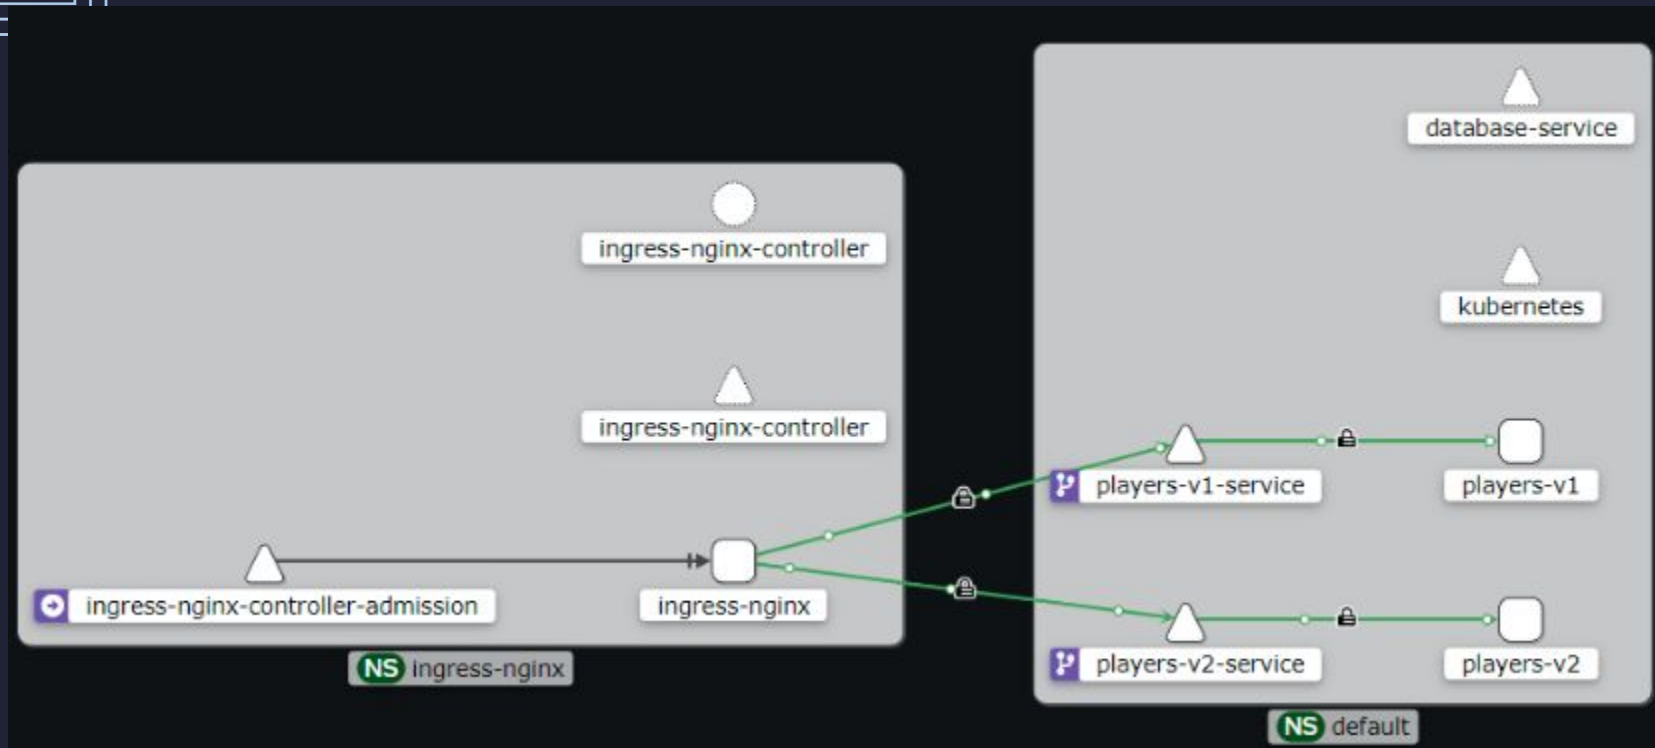 ingress-nginx-controller
ingress-nginx-controller
ingress-nginx-controller-admission
ingress-nginx
NS ingress-nginx
database-service
kubernetes
players-v1-service
players-v1
players-v2-service
players-v2
NS default